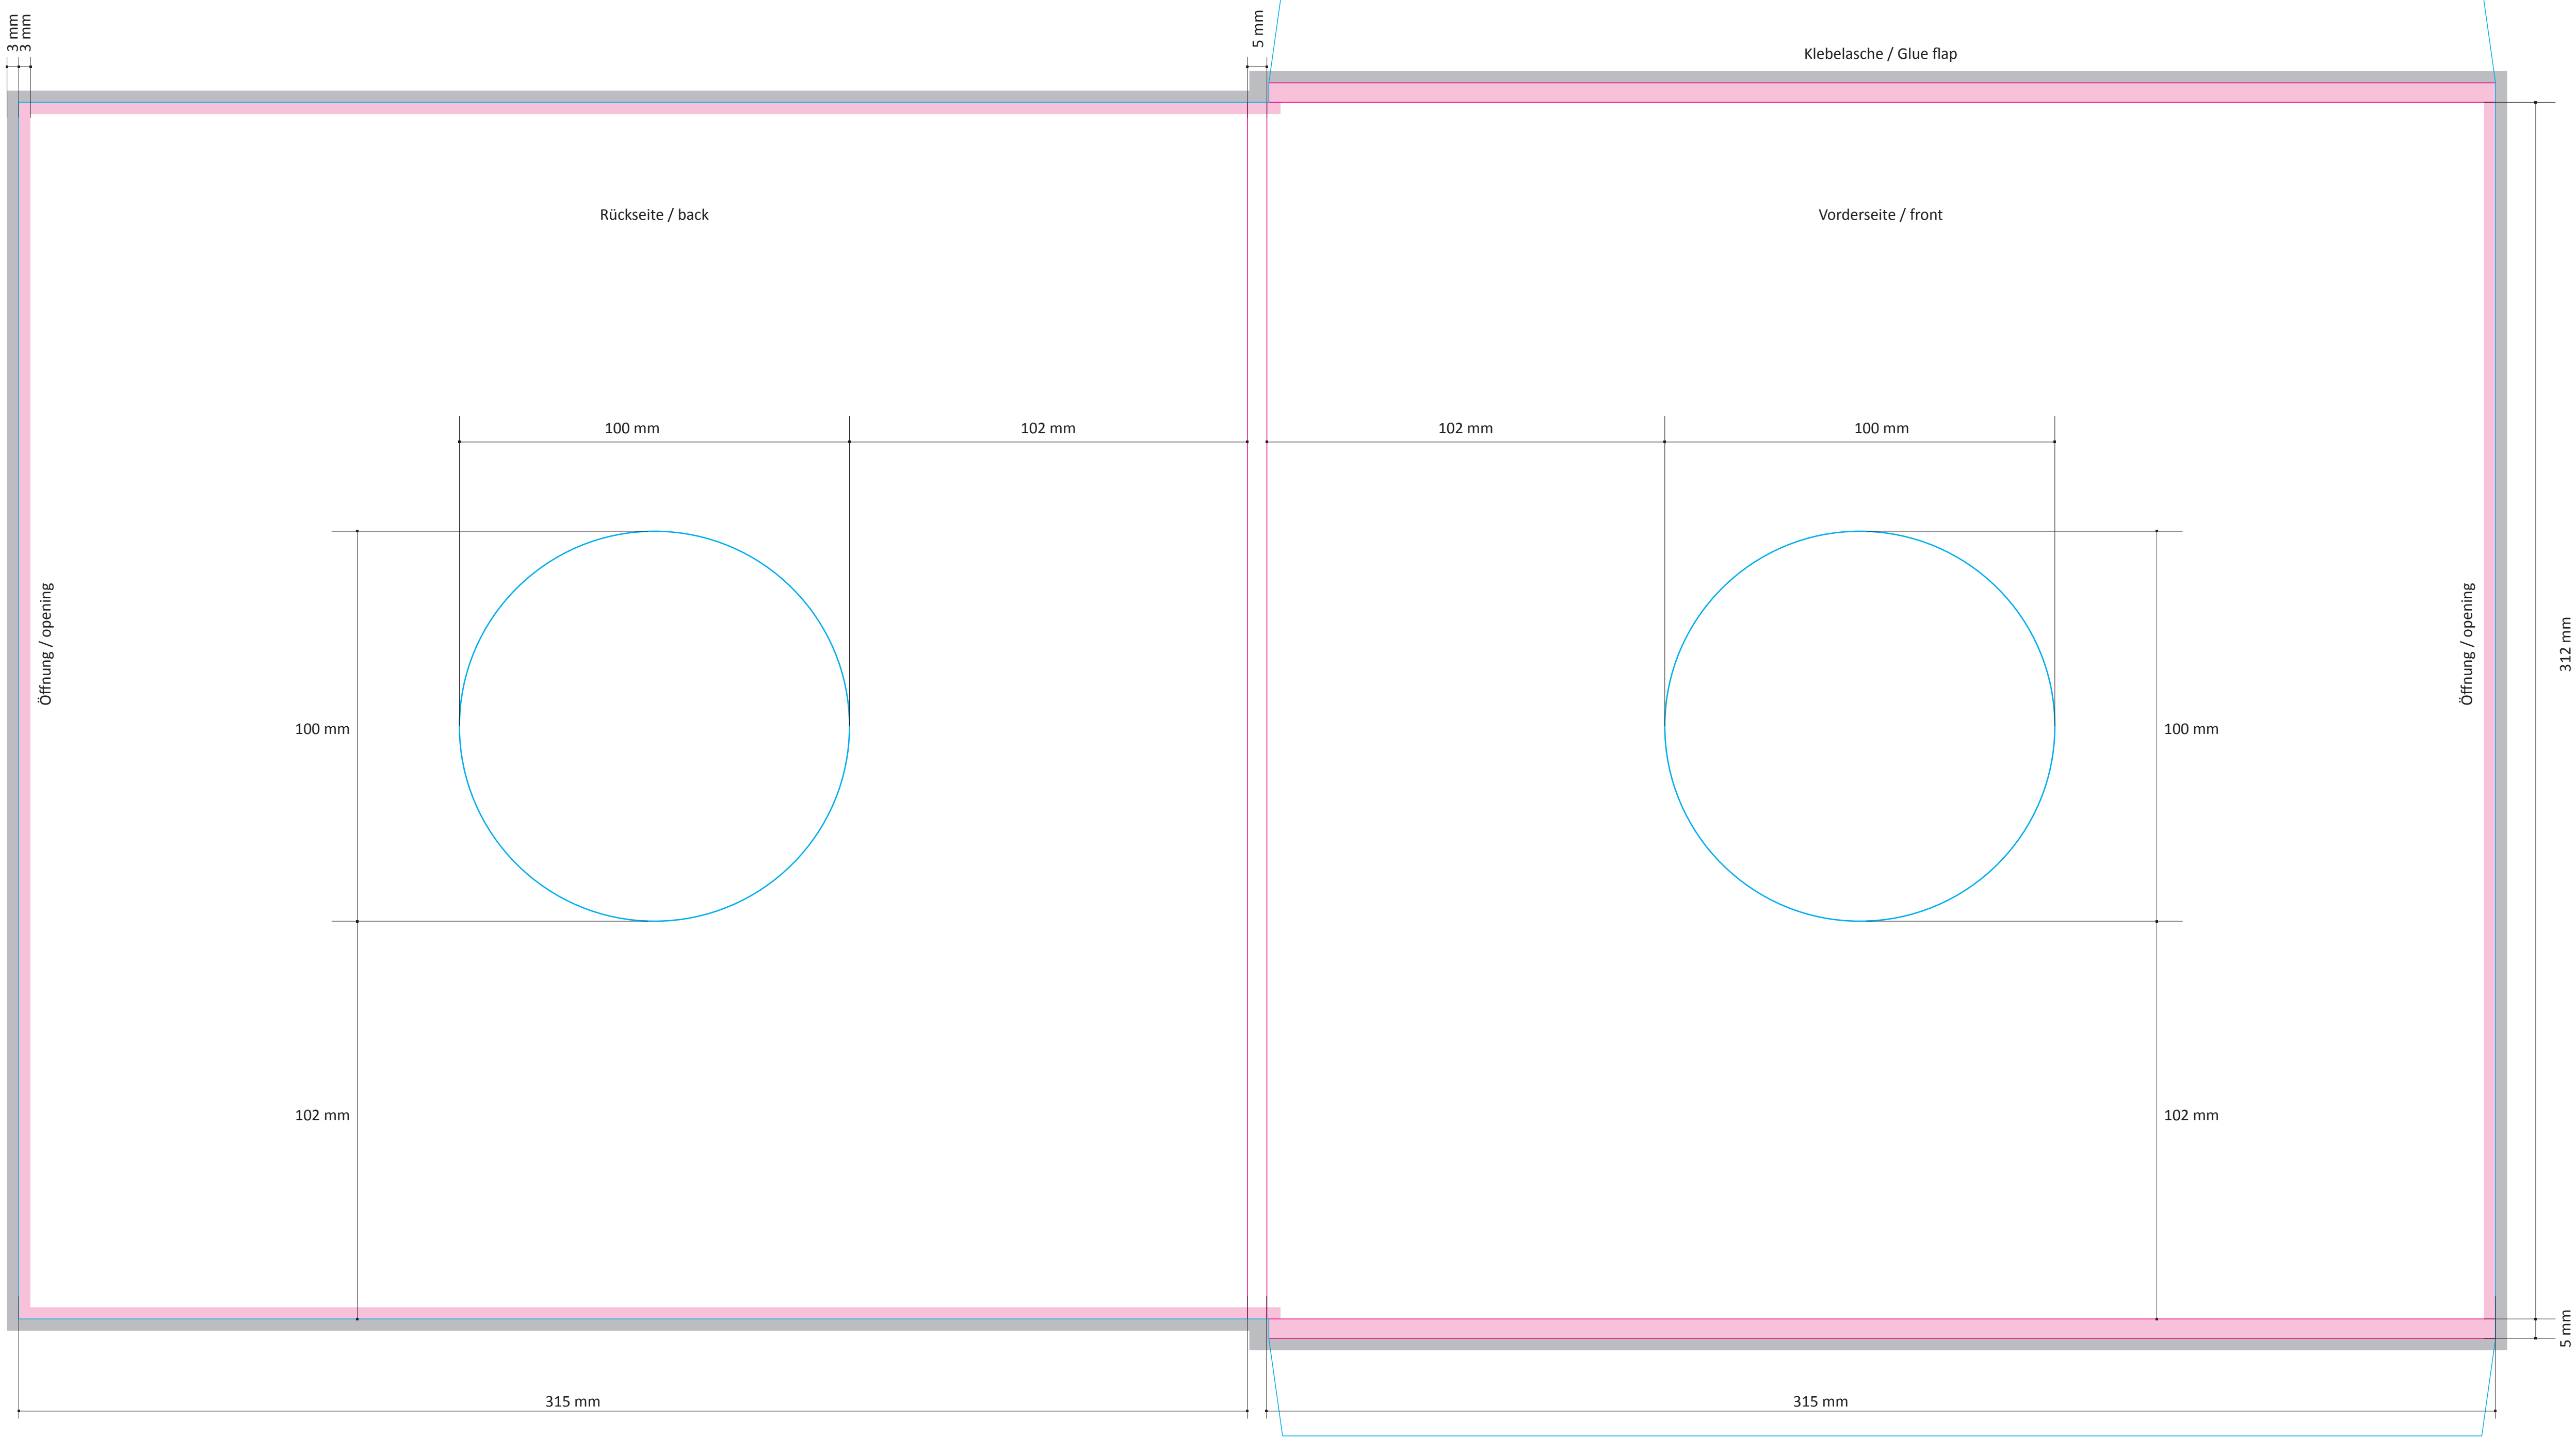 3 mm
3 mm
5 mm
Klebelasche / Glue flap
Rückseite / back
Vorderseite / front
100 mm
102 mm
102 mm
100 mm
Öffnung / opening
Öffnung / opening
312 mm
100 mm
100 mm
102 mm
102 mm
5 mm
315 mm
315 mm